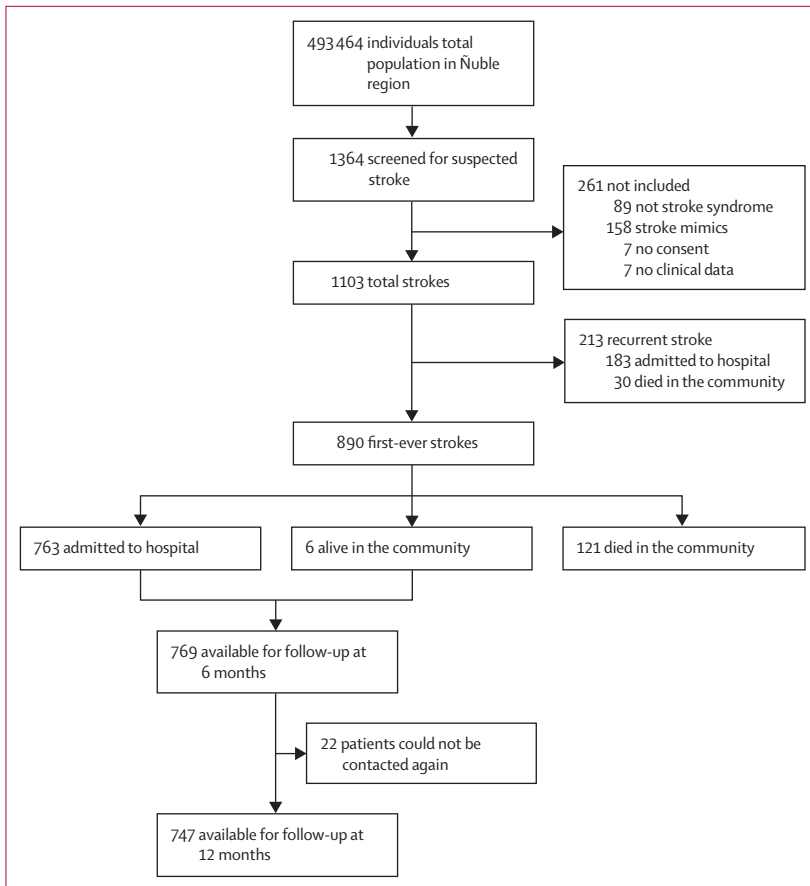 493 464 individuals total
population in Ñuble
region
1364 screened for suspected
stroke
261 not included
89 not stroke syndrome
158 stroke mimics
7 no consent
7 no clinical data
1103 total strokes
213 recurrent stroke
183 admitted to hospital
30 died in the community
890 first-ever strokes
763 admitted to hospital
6 alive in the community
121 died in the community
769 available for follow-up at
6 months
22 patients could not be
contacted again
747 available for follow-up at
12 months